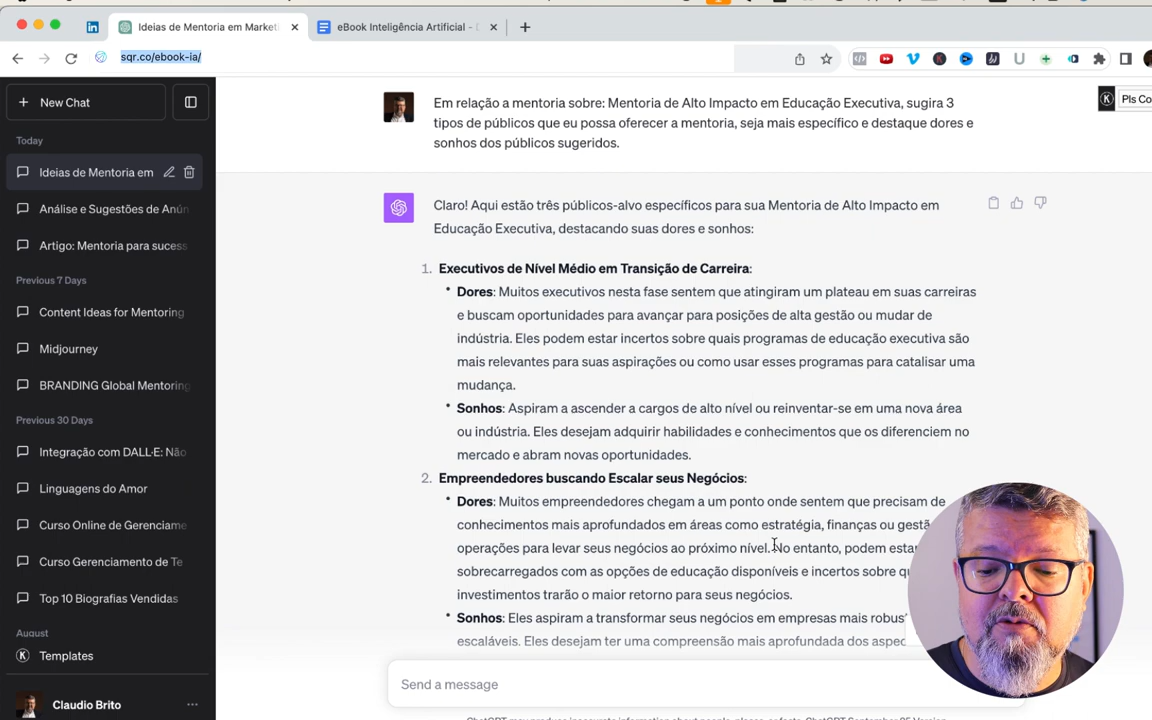 Ideias de Mentoria em Marketi
eBook Inteligência Artificial - D
sqr.co/ebook-ia/
New Chat
Today
Ideias de Mentoria em
Análise e Sugestões de Anún
Artigo: Mentoria para sucess
Previous 7 Days
Content Ideas for Mentoring
Midjourney
BRANDING Global Mentoring
Previous 30 Days
Integração com DALL·E: Não
Linguagens do Amor
Curso Online de Gerenciame
Curso Gerenciamento de Te
Top 10 Biografias Vendidas
August
Templates
Claudio Brito
Pls Co
Em relação a mentoria sobre: Mentoria de Alto Impacto em Educação Executiva, sugira 3
tipos de públicos que eu possa oferecer a mentoria, seja mais específico e destaque dores e
sonhos dos públicos sugeridos.
Claro! Aqui estão três públicos-alvo específicos para sua Mentoria de Alto Impacto em
Educação Executiva, destacando suas dores e sonhos:
1. Executivos de Nível Médio em Transição de Carreira:
• Dores: Muitos executivos nesta fase sentem que atingiram um plateau em suas carreiras
e buscam oportunidades para avançar para posições de alta gestão ou mudar de
indústria. Eles podem estar incertos sobre quais programas de educação executiva são
mais relevantes para suas aspirações ou como usar esses programas para catalisar uma
mudança.
• Sonhos: Aspiram a ascender a cargos de alto nível ou reinventar-se em uma nova área
ou indústria. Eles desejam adquirir habilidades e conhecimentos que os diferenciem no
mercado e abram novas oportunidades.
2. Empreendedores buscando Escalar seus Negócios:
• Dores: Muitos empreendedores chegam a um ponto onde sentem que precisam de
conhecimentos mais aprofundados em áreas como estratégia, finanças ou gestã
operações para levar seus negócios ao próximo nível. No entanto, podem estar
sobrecarregados com as opções de educação disponíveis e incertos sobre qu
investimentos trarão o maior retorno para seus negócios.
• Sonhos: Eles aspiram a transformar seus negócios em empresas mais robus
escaláveis. Eles desejam ter uma compreensão mais aprofundada dos aspec
Send a message